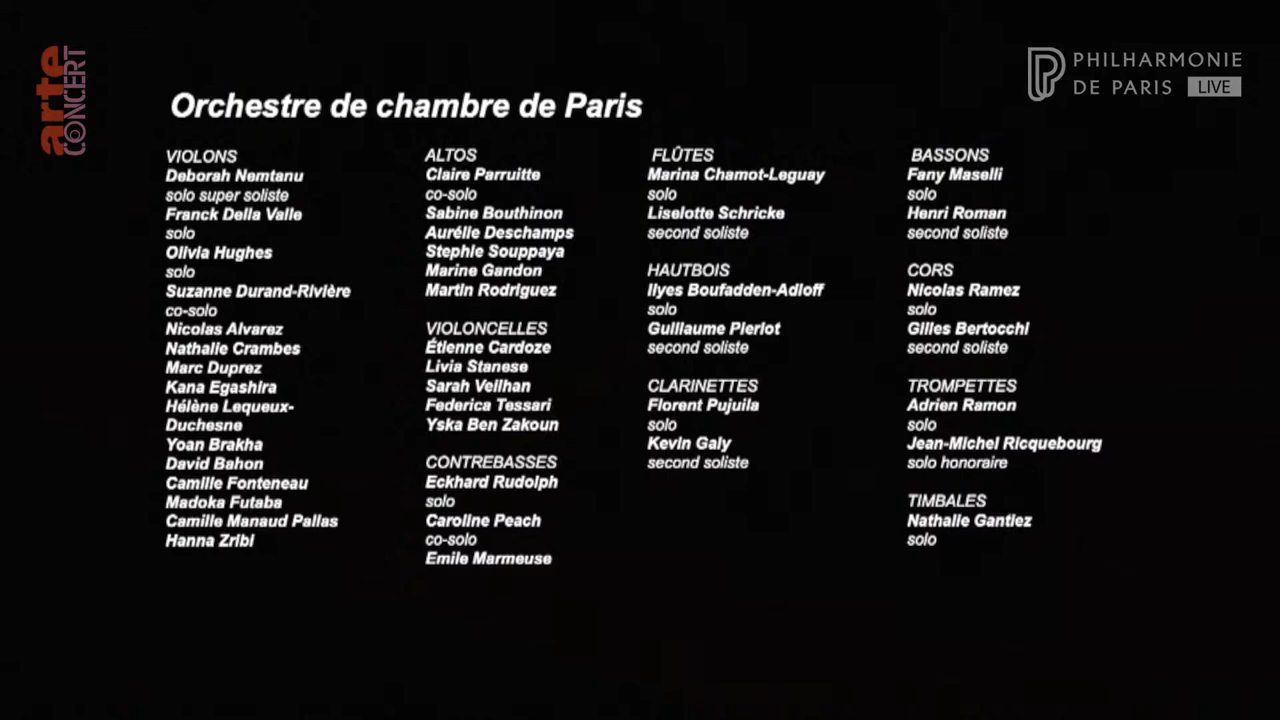 arte
CONCERT
PHILHARMONIE
DE PARIS LIVE
Orchestre de chambre de Paris
VIOLONS
Deborah Nemtanu
solo super soliste
Franck Della Valle
solo
Olivia Hughes
solo
Suzanne Durand-Rivière
co-solo
Nicolas Alvarez
Nathalie Crambes
Marc Duprez
Kana Egashira
Hélène Lequeux-
Duchesne
Yoan Brakha
David Bahon
Camille Fonteneau
Madoka Futaba
Camille Manaud Pallas
Hanna Zribi
ALTOS
Claire Parruitte
co-solo
Sabine Bouthinon
Aurélie Deschamps
Stephie Souppaya
Marine Gandon
Martin Rodriguez
VIOLONCELLES
Étienne Cardoze
Livia Stanese
Sarah Veilhan
Federica Tessari
Yska Ben Zakoun
CONTREBASSES
Eckhard Rudolph
solo
Caroline Peach
co-solo
Emile Marmeuse
FLÛTES
Marina Chamot-Leguay
solo
Liselotte Schricke
second soliste
HAUTBOIS
Ilyes Boufadden-Adloff
solo
Guillaume Pierlot
second soliste
CLARINETTES
Florent Pujuila
solo
Kevin Galy
second soliste
BASSONS
Fany Maselli
solo
Henri Roman
second soliste
CORS
Nicolas Ramez
solo
Gilles Bertocchi
second soliste
TROMPETTES
Adrien Ramon
solo
Jean-Michel Ricquebourg
solo honoraire
TIMBALES
Nathalie Gantiez
solo